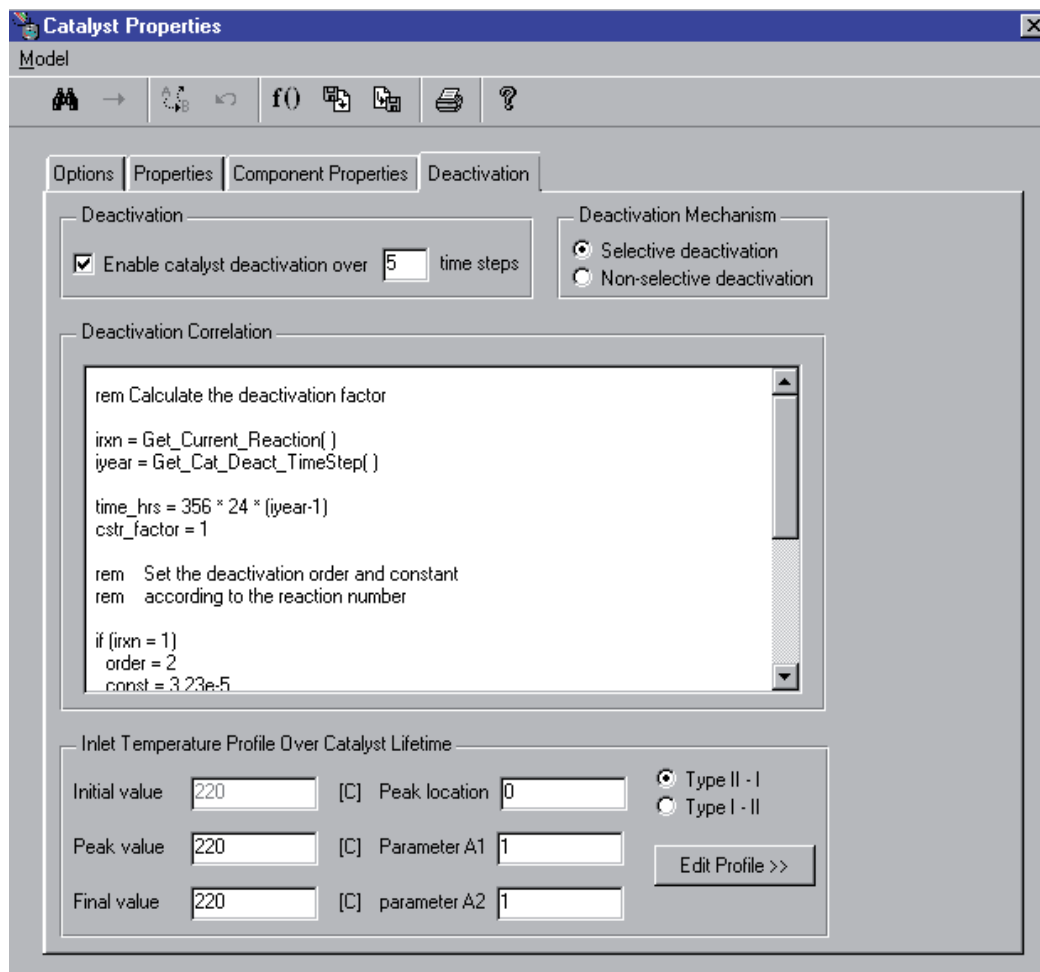 Catalyst Properties
Model
A B f() ?
Options Properties Component Properties Deactivation
Deactivation
Enable catalyst deactivation over 5 time steps
Deactivation Mechanism
Selective deactivation
Non-selective deactivation
Deactivation Correlation
rem Calculate the deactivation factor
irxn = Get_Current_Reaction( )
iyear = Get_Cat_Deact_TimeStep( )
time_hrs = 356 * 24 * (iyear-1)
cstr_factor = 1
rem Set the deactivation order and constant
rem according to the reaction number
if (irxn = 1)
order = 2
const = 3.23e-5
Inlet Temperature Profile Over Catalyst Lifetime
Initial value 220 [C] Peak location 0
Peak value 220 [C] Parameter A1 1
Final value 220 [C] parameter A2 1
Type II - I
Type I - II
Edit Profile >>